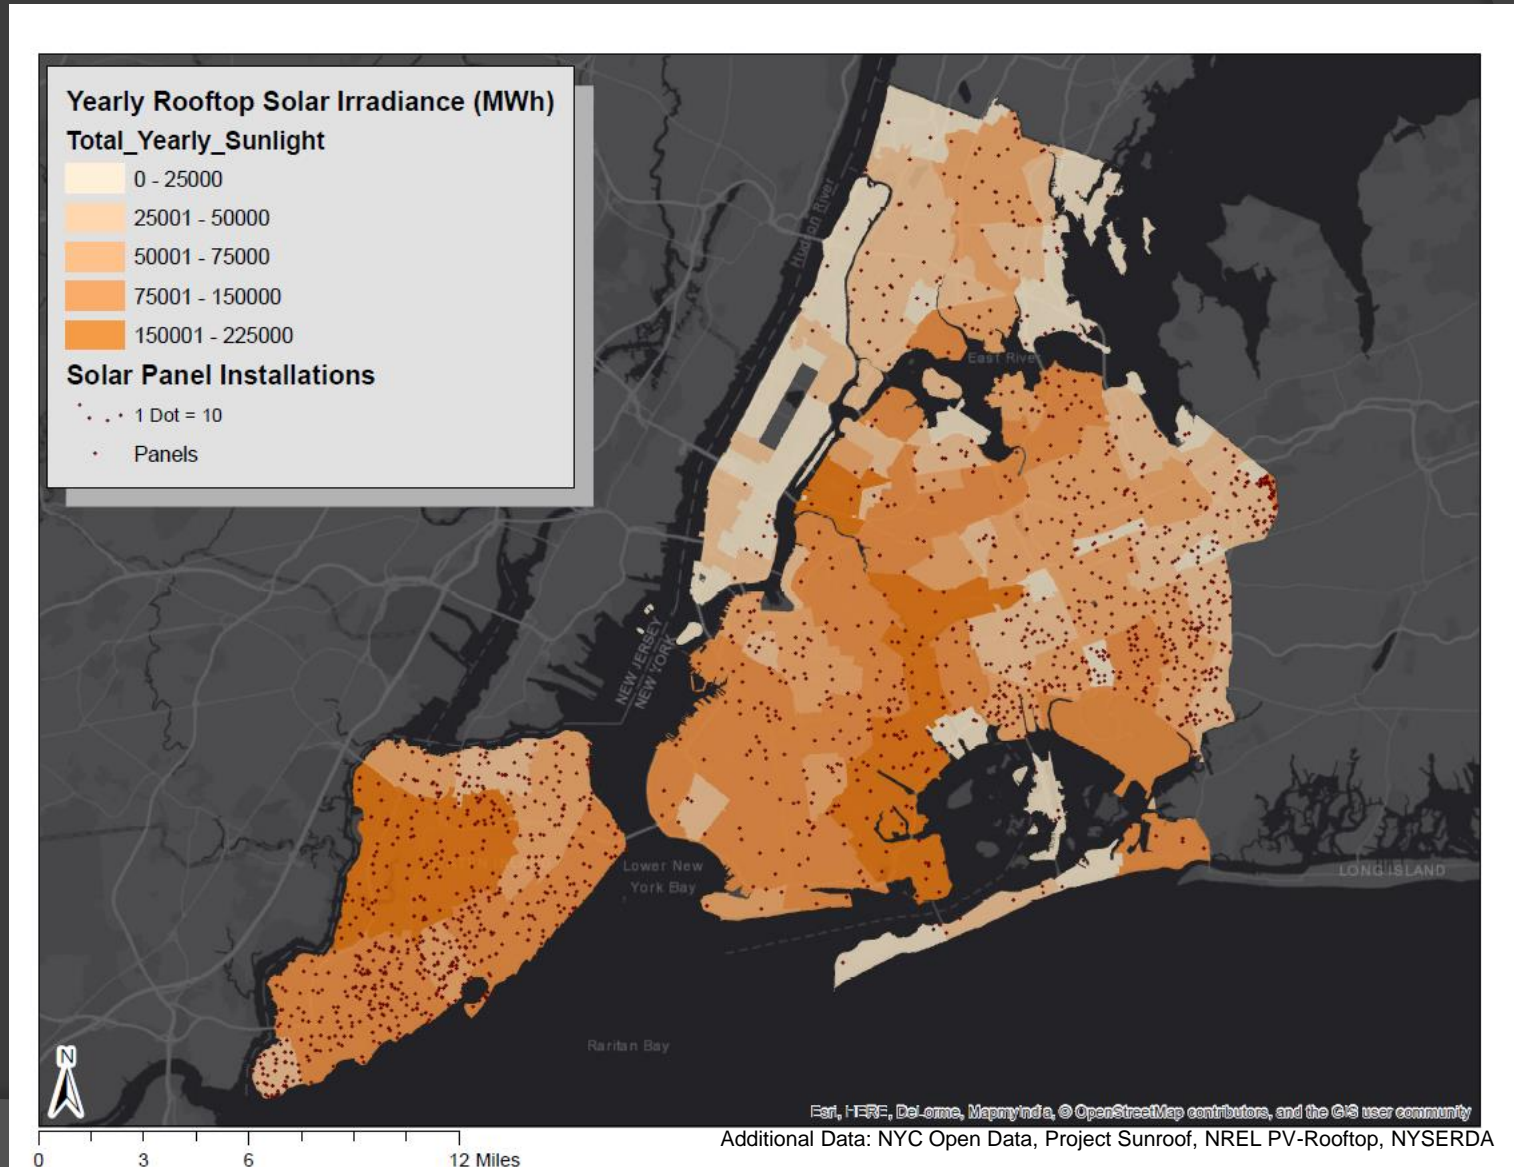 Yearly Rooftop Solar Irradiance (MWh)
Total_Yearly_Sunlight
0 - 25000
25001 - 50000
50001 - 75000
75001 - 150000
150001 - 225000
Solar Panel Installations
1 Dot = 10
Panels
Hudson River
East River
NEW JERSEY
NEW YORK
Lower New
York Bay
LONG ISLAND
Raritan Bay
N
Esri, HERE, DeLorme, MapmyIndia, © OpenStreetMap contributors, and the GIS user community
Additional Data: NYC Open Data, Project Sunroof, NREL PV-Rooftop, NYSERDA
0 3 6 12 Miles